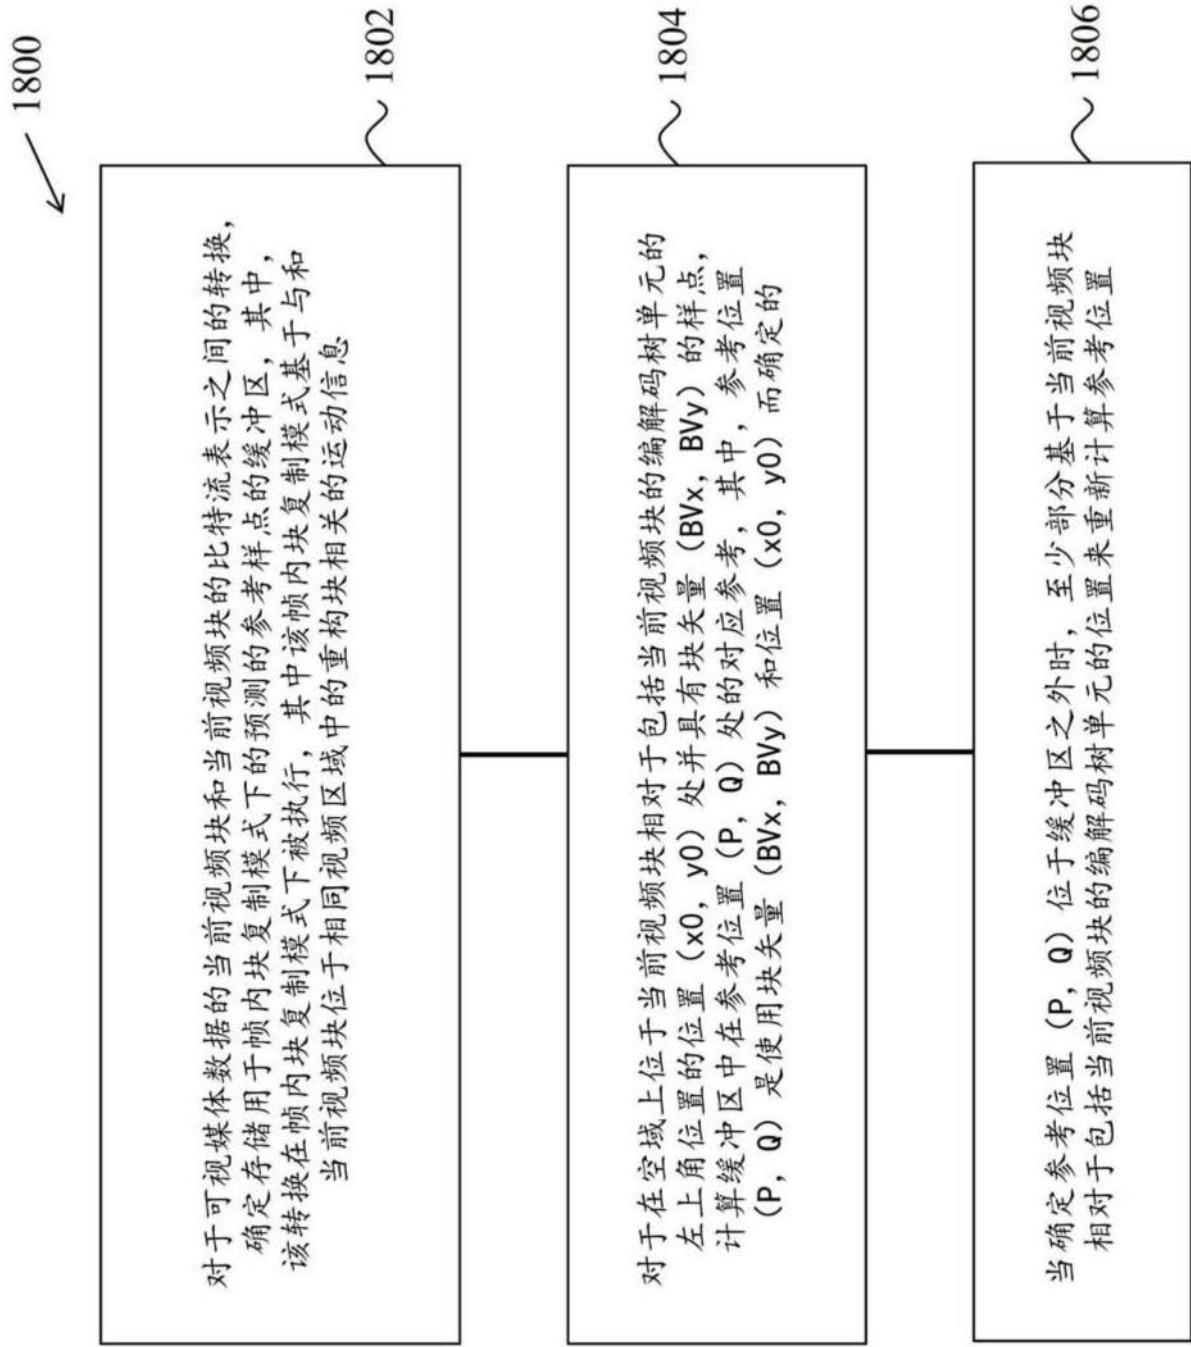 1800
对于可视媒体数据的当前视频块和当前视频块的比特流表示之间的转换，
确定存储用于帧内块复制模式下的预测的参考样点的缓冲区，其中，
该转换在帧内块复制模式下被执行，其中该帧内块复制模式基于与和
当前视频块位于相同视频区域中的重构块相关的运动信息
1802
对于在空域上位于当前视频块相对于包括当前视频块的编解码树单元的
左上角位置的位置（x0，y0）处并具有块矢量（BVx，BVy）的样点，
计算缓冲区中在参考位置（P，Q）处的对应参考，其中，参考位置
（P，Q）是使用块矢量（BVx，BVy）和位置（x0，y0）而确定的
1804
当确定参考位置（P，Q）位于缓冲区之外时，至少部分基于当前视频块
相对于包括当前视频块的编解码树单元的位置来重新计算参考位置
1806